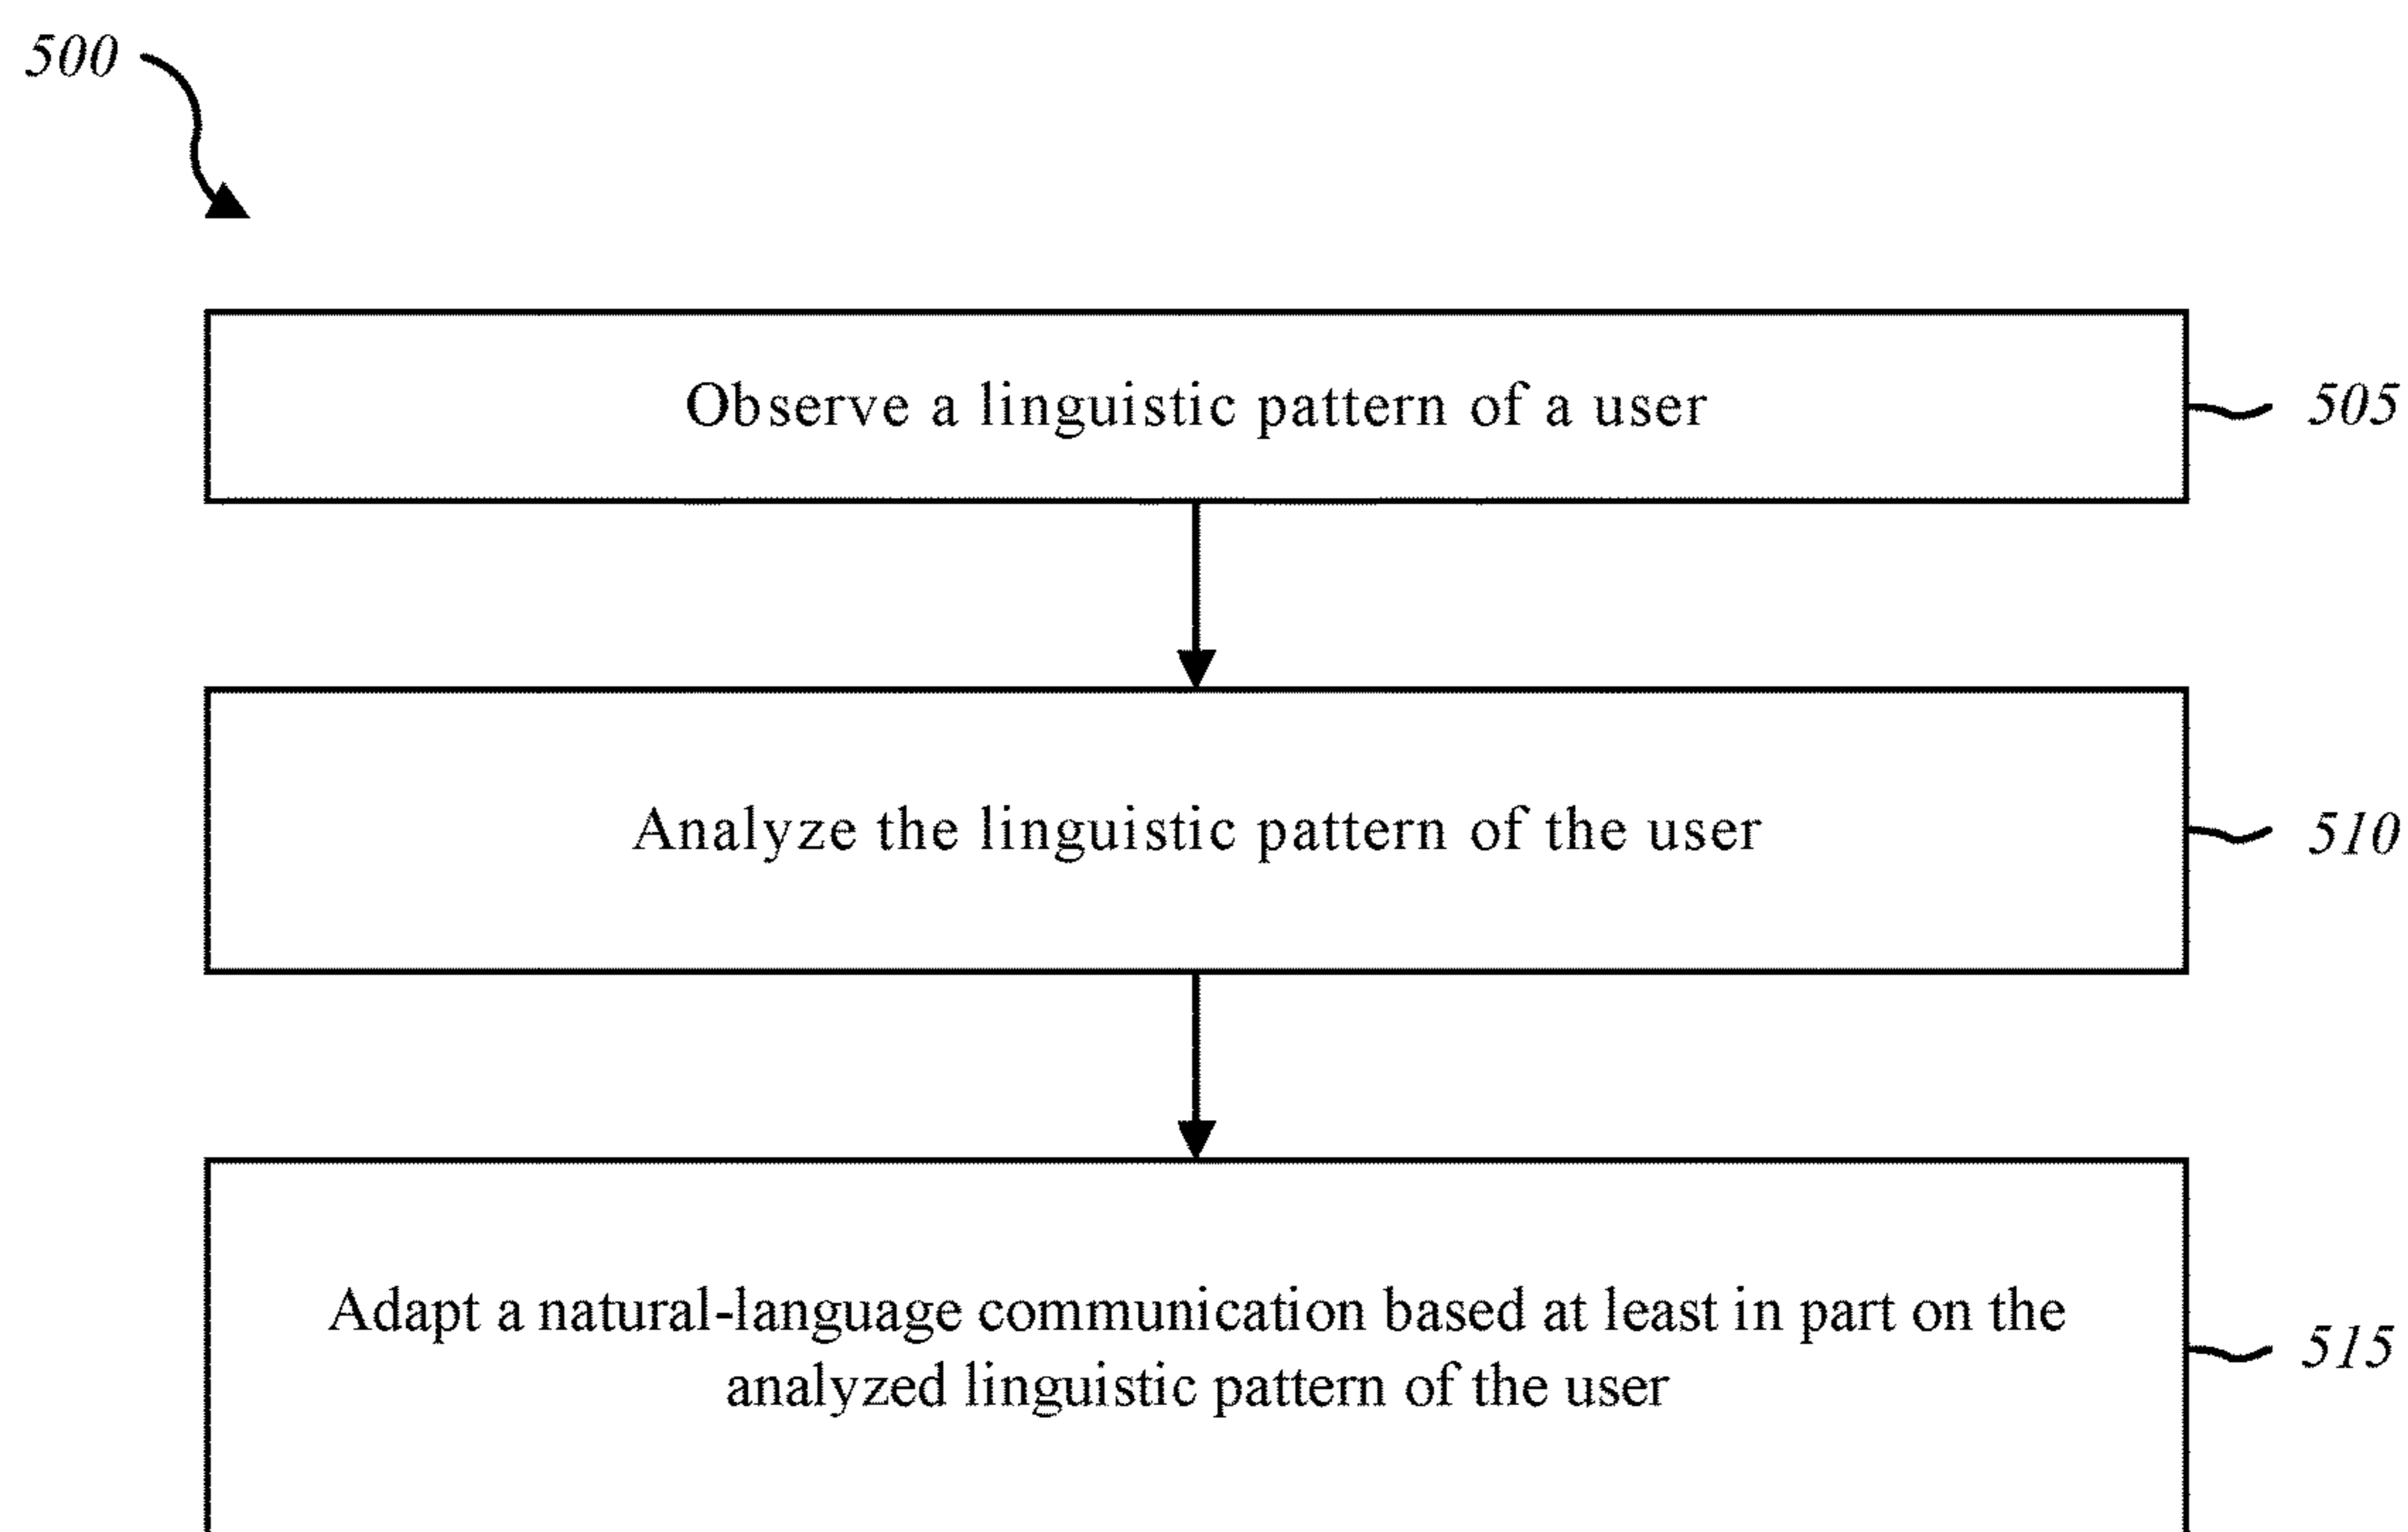 500
Observe a linguistic pattern of a user
505
Analyze the linguistic pattern of the user
510
Adapt a natural-language communication based at least in part on the
analyzed linguistic pattern of the user
515